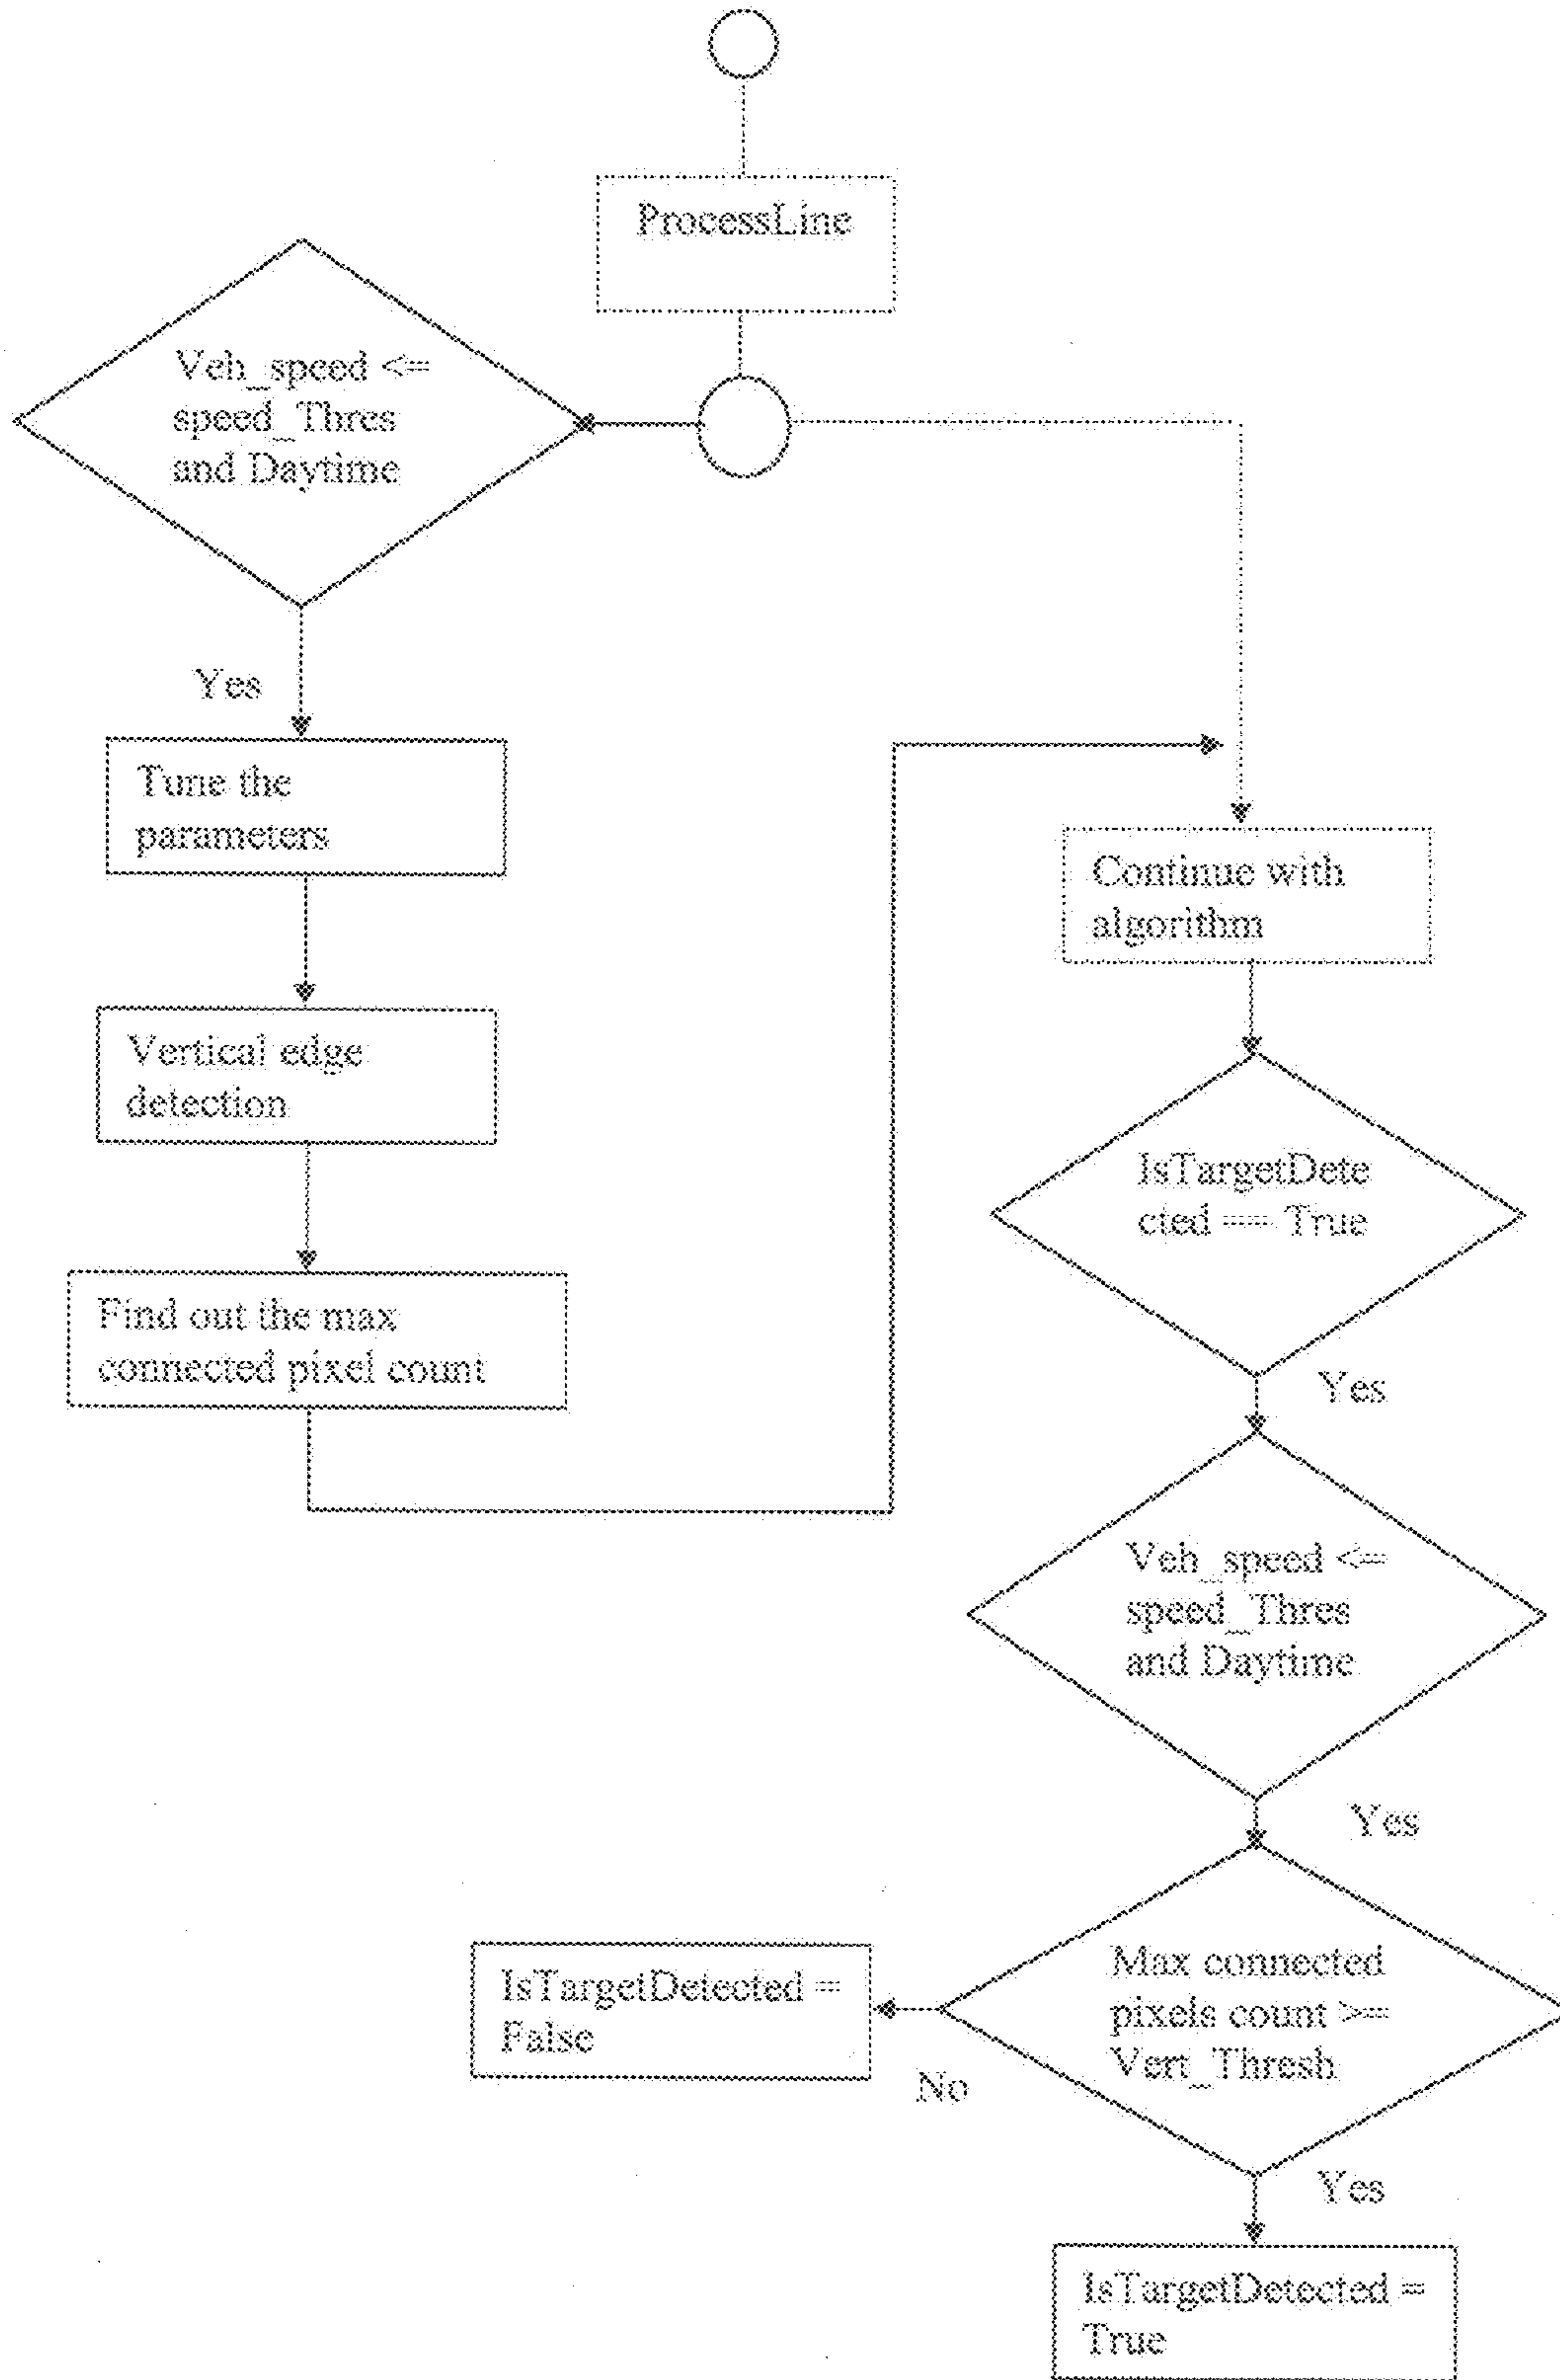 ProcessLine
Veh_speed <=
speed_Thres
and Daytime
Yes
Tune the
parameters
Vertical edge
detection
Find out the max
connected pixel count
Continue with
algorithm
IsTargetDete
cted == True
Yes
Veh_speed <=
speed_Thres
and Daytime
Yes
Max connected
pixels count >=
Vert_Thresh
No
IsTargetDetected =
False
Yes
IsTargetDetected =
True